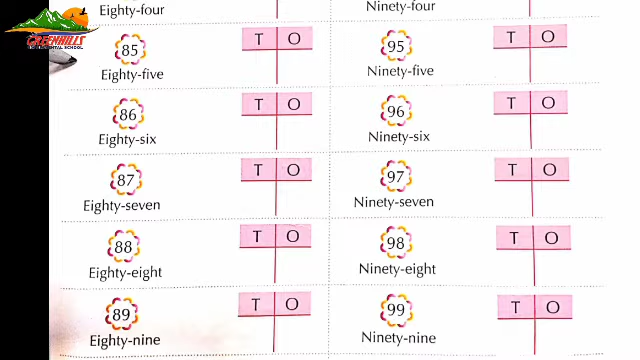 GREENHILLS
Eighty-four
Ninety-four
85
T O
95
T O
Eighty-five
Ninety-five
86
T O
96
T O
Eighty-six
Ninety-six
87
T O
97
T O
Eighty-seven
Ninety-seven
88
T O
98
T O
Eighty-eight
Ninety-eight
89
T O
99
T O
Eighty-nine
Ninety-nine